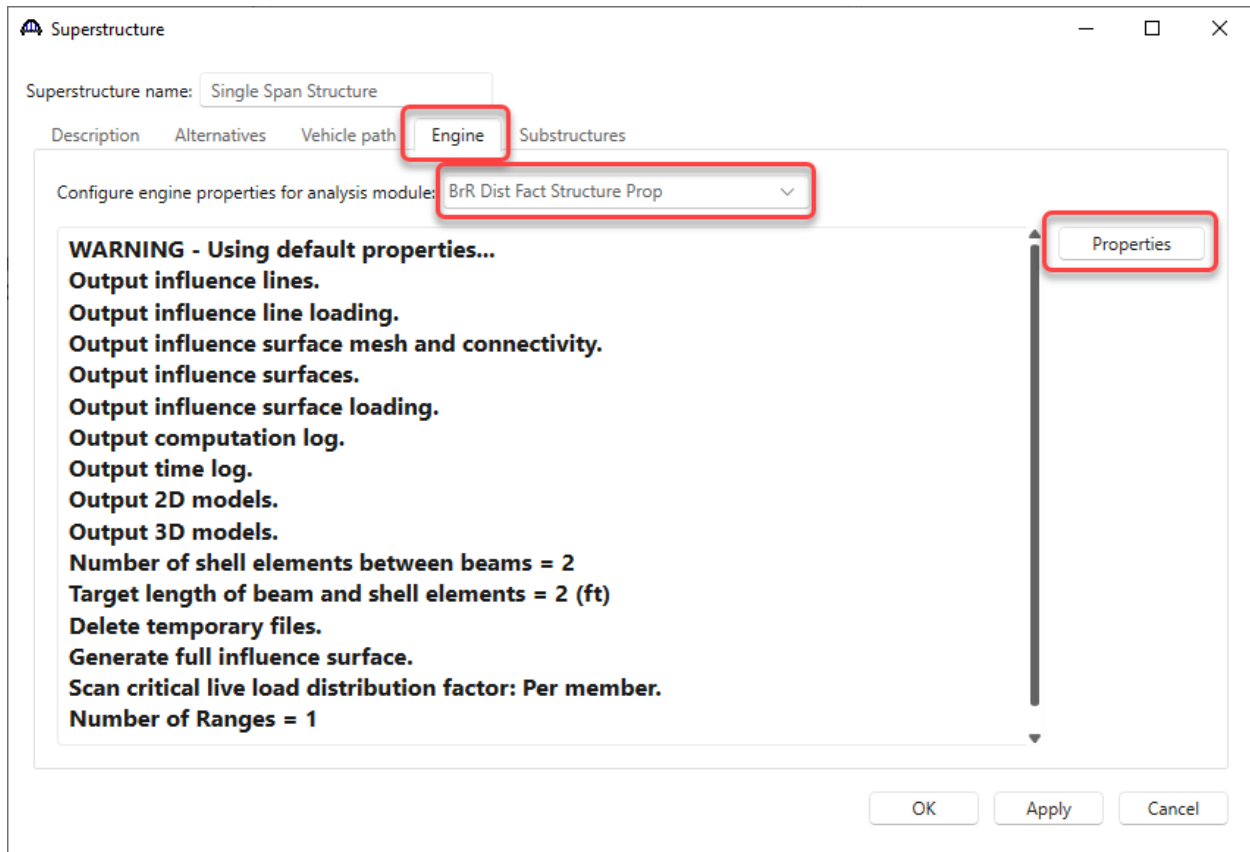 Superstructure
Superstructure name: Single Span Structure
Description Alternatives Vehicle path Engine Substructures
Configure engine properties for analysis module: BrR Dist Fact Structure Prop
WARNING - Using default properties...
Properties
Output influence lines.
Output influence line loading.
Output influence surface mesh and connectivity.
Output influence surfaces.
Output influence surface loading.
Output computation log.
Output time log.
Output 2D models.
Output 3D models.
Number of shell elements between beams = 2
Target length of beam and shell elements = 2 (ft)
Delete temporary files.
Generate full influence surface.
Scan critical live load distribution factor: Per member.
Number of Ranges = 1
OK Apply Cancel